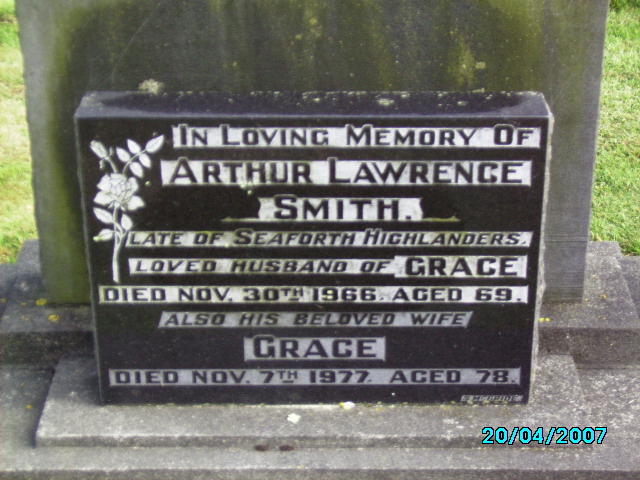 In Loving Memory Of
Arthur Lawrence
Smith.
Late of Seaforth Highlanders.
Loved husband of Grace
Died Nov. 30th 1966. Aged 69.
Also his beloved wife
Grace
Died Nov. 7th 1977. Aged 78.
20/04/2007